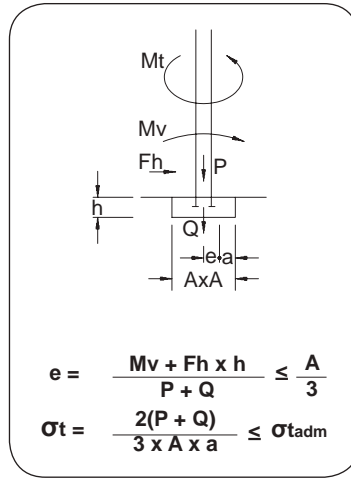 Mt
Mv
Fh
P
h
Q
e a
AxA
e = Mv + Fh x h / P + Q ≤ A / 3
σt = 2(P + Q) / 3 x A x a ≤ σtadm